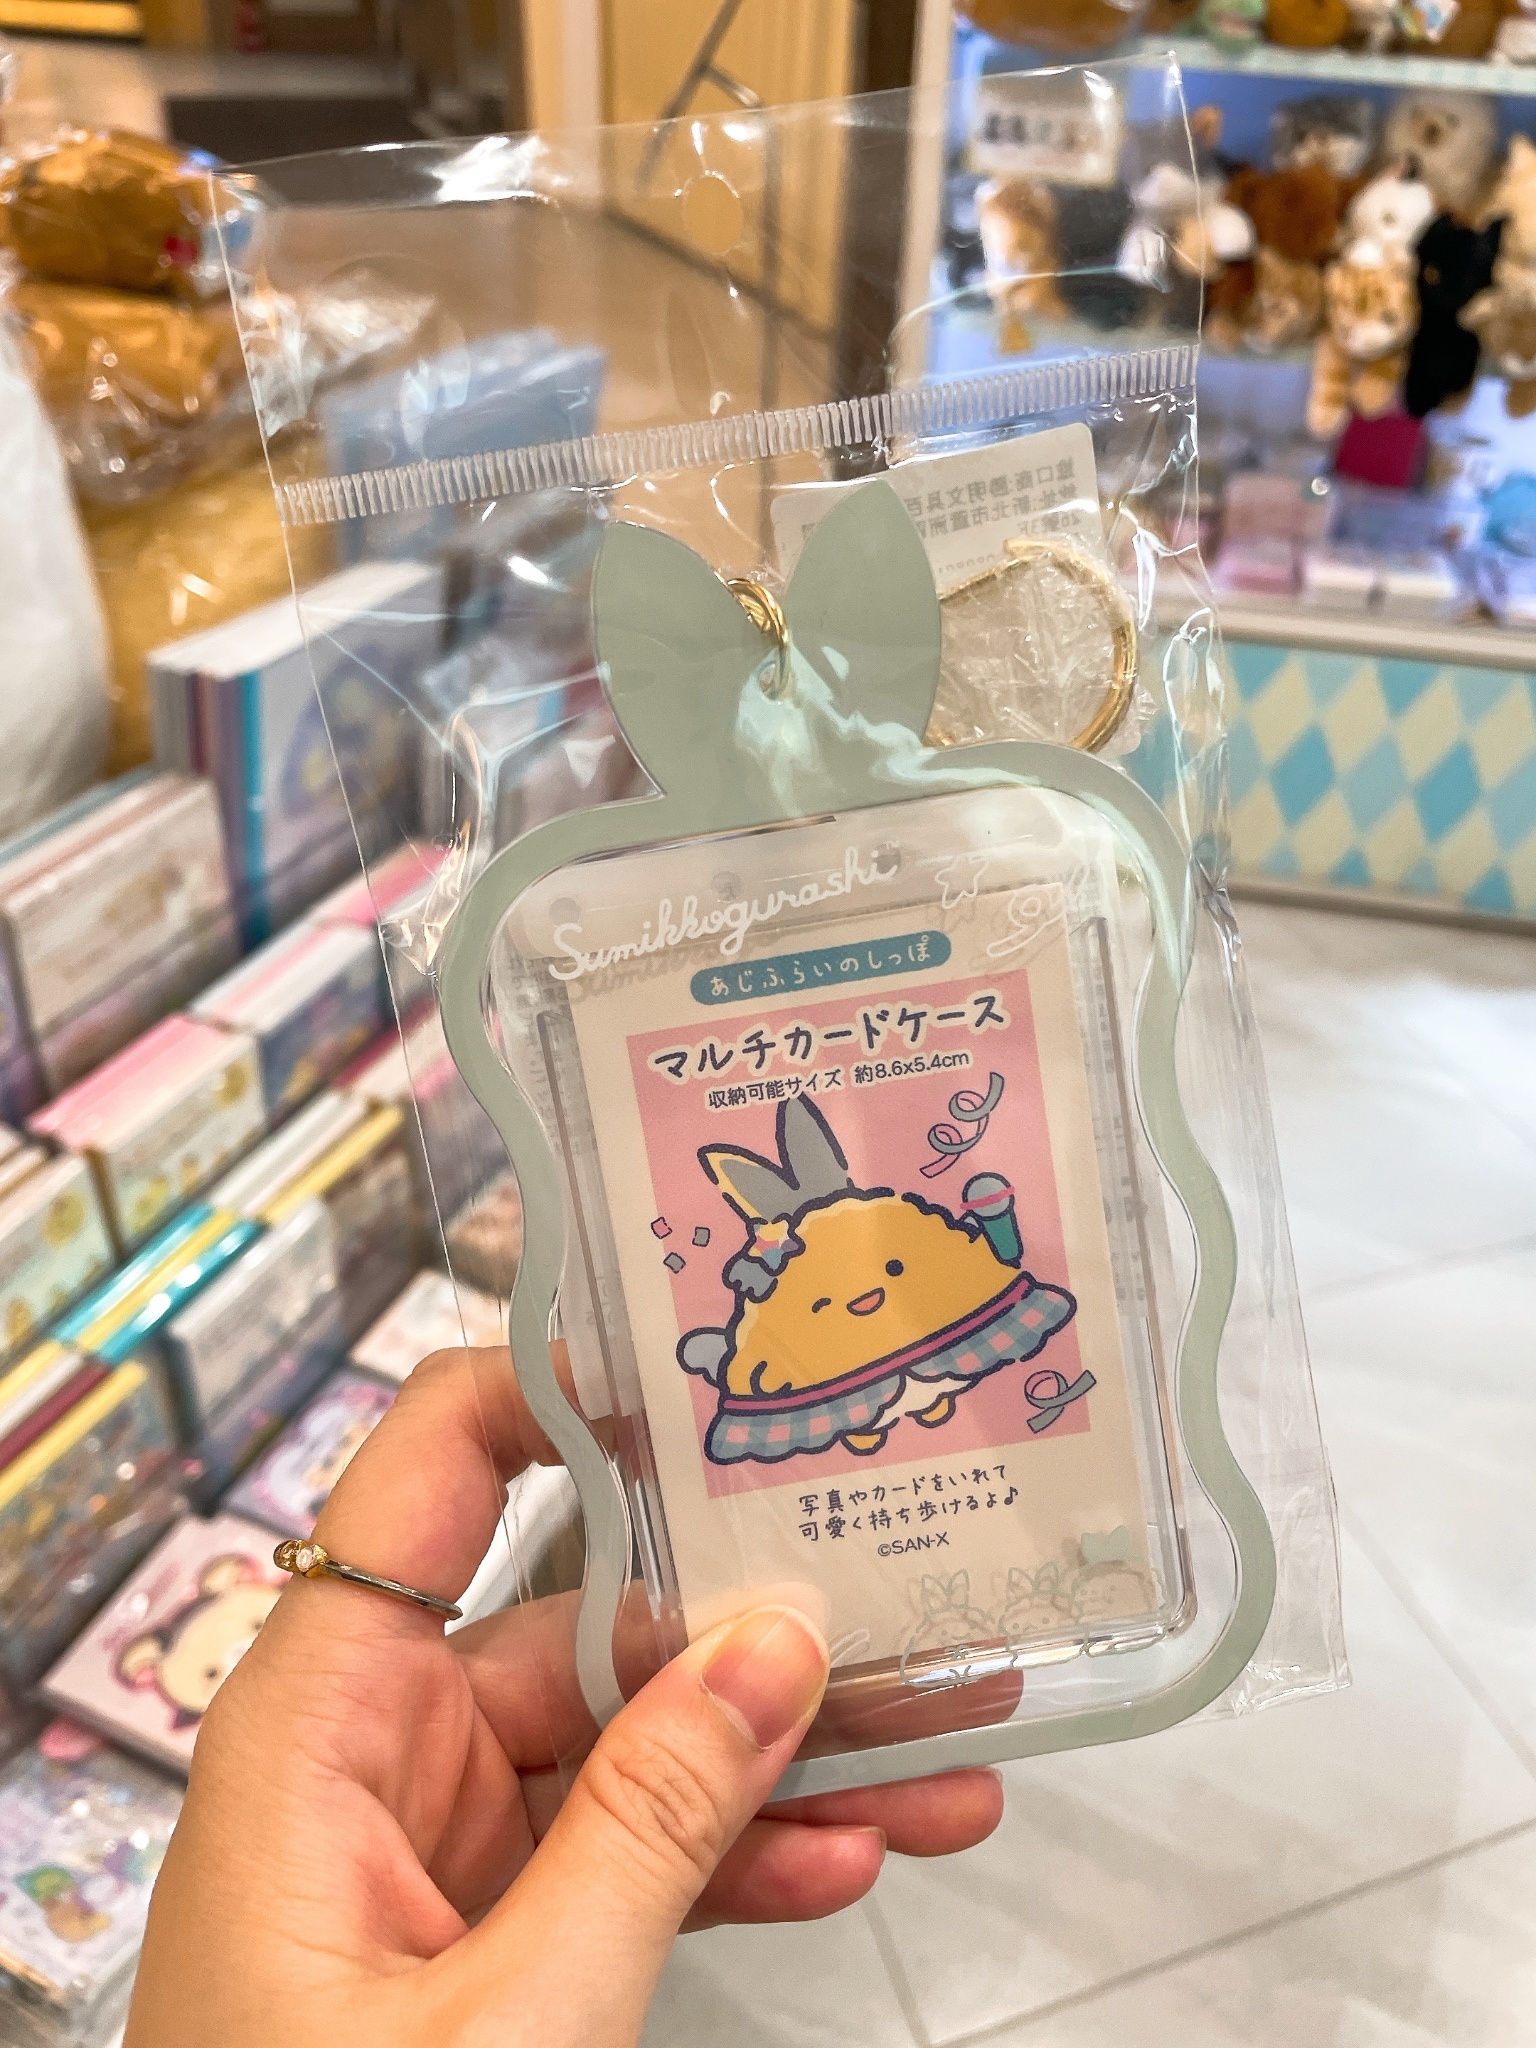 Sumikkogurashi
あじふらいのしっぽ
マルチカードケース
収納可能サイズ 約8.6x5.4cm
写真やカードをいれて
可愛く持ち歩けるよ♪
©SAN-X